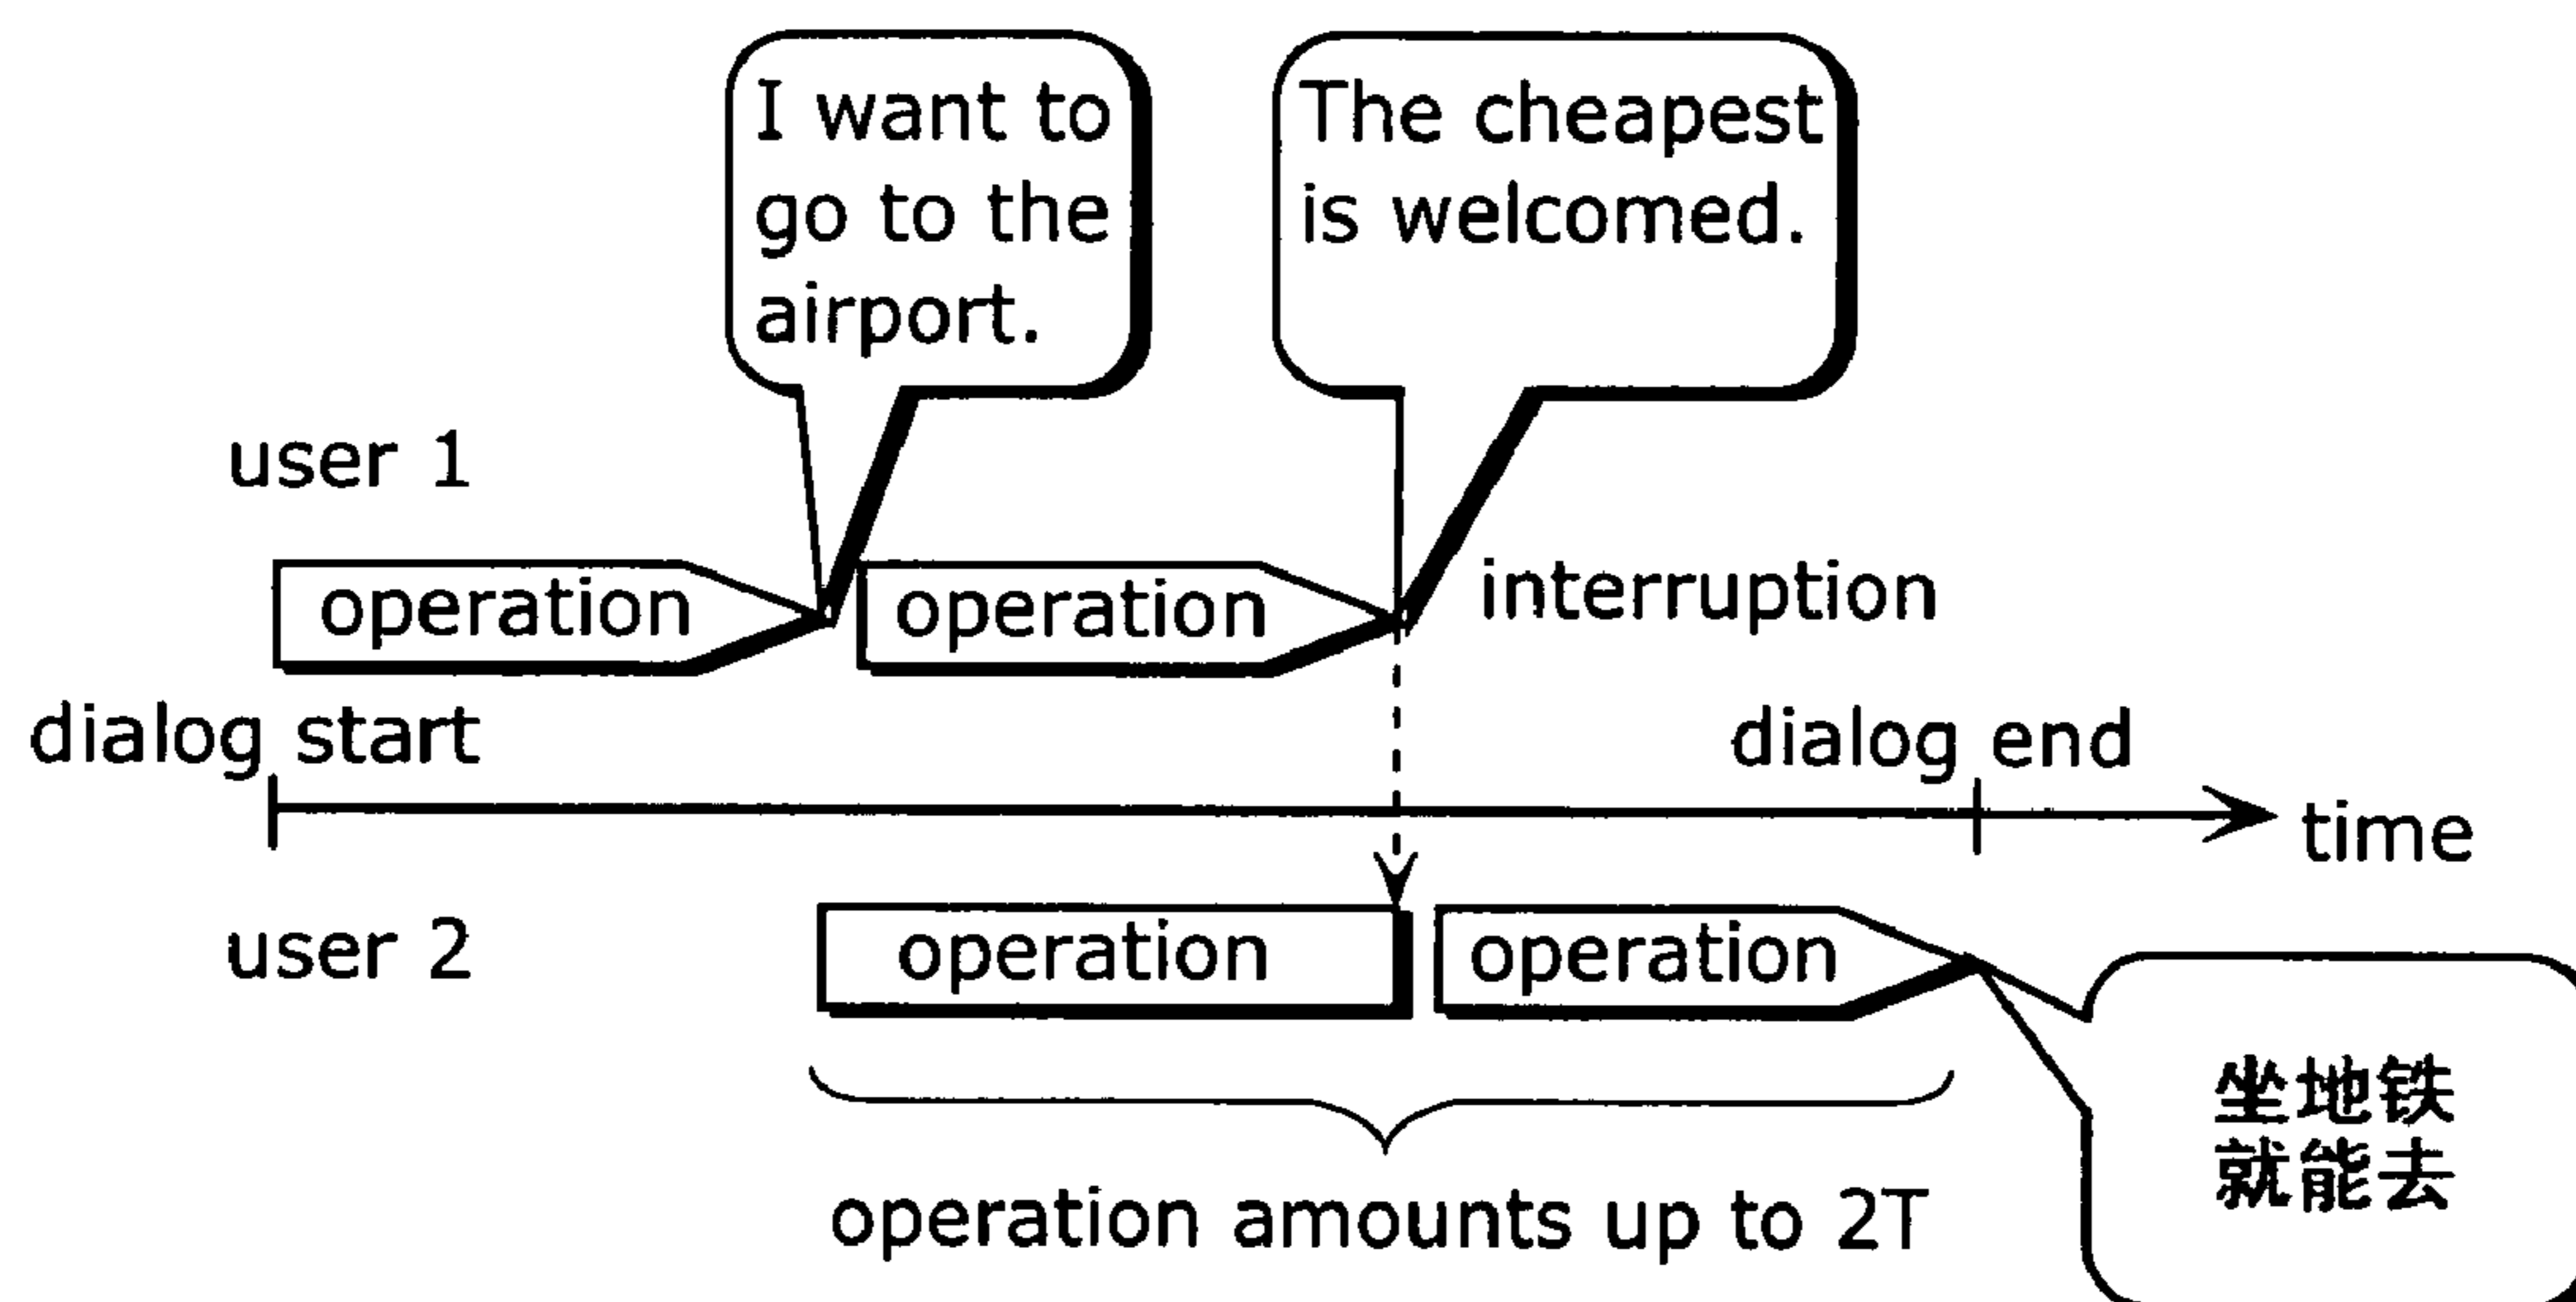 I want to
go to the
airport.
The cheapest
is welcomed.
user 1
operation
operation
interruption
dialog start
dialog end
time
user 2
operation
operation
坐地铁
就能去
operation amounts up to 2T